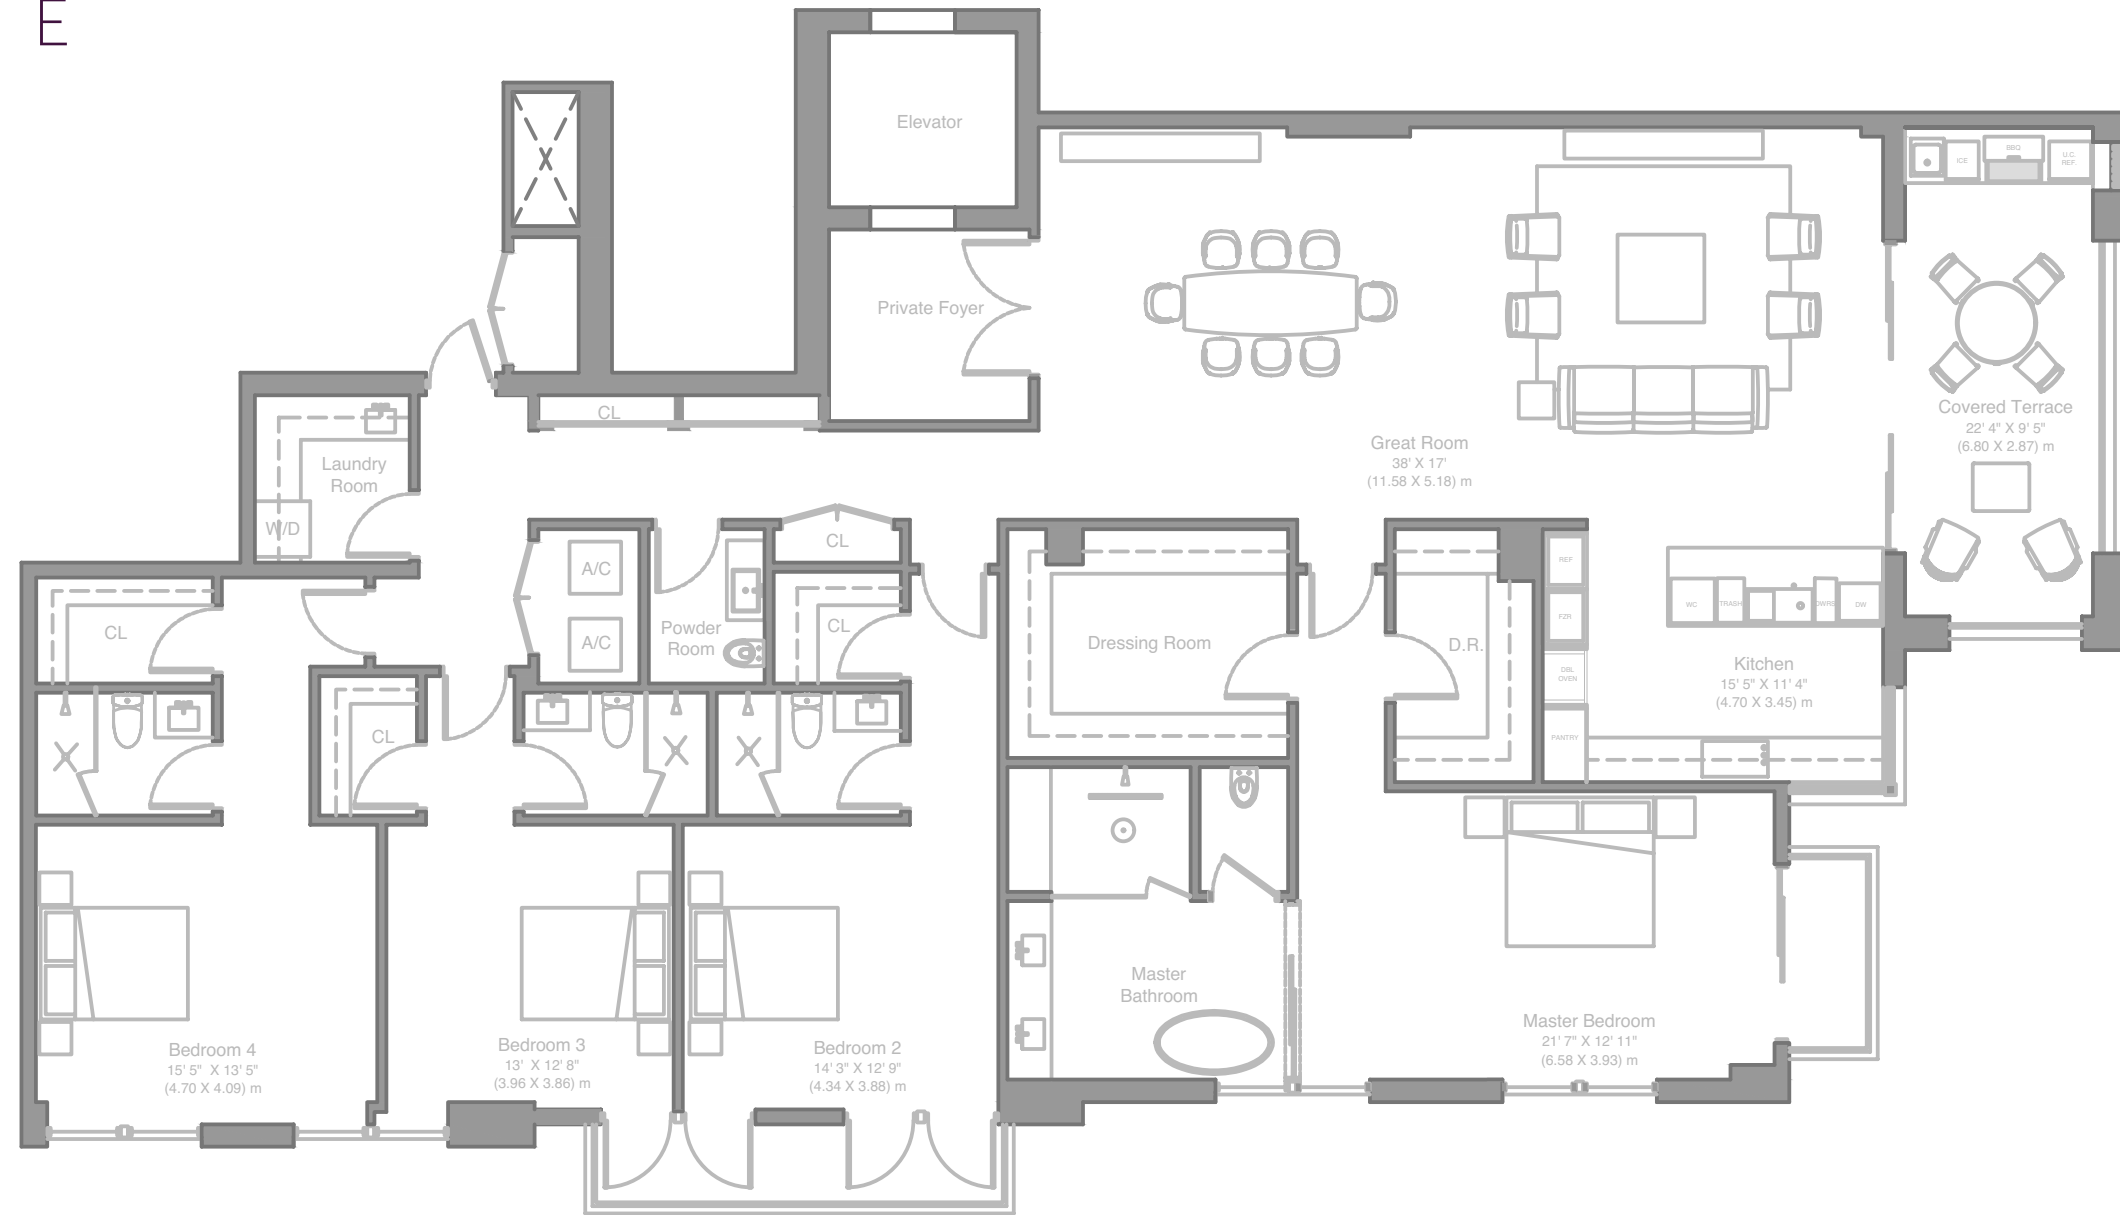 E
Elevator
ICE
BBQ
U.C.
REF.
Private Foyer
CL
Great Room
38' X 17'
(11.58 X 5.18) m
Covered Terrace
22' 4" X 9' 5"
(6.80 X 2.87) m
Laundry
Room
W/D
A/C
A/C
CL
CL
Powder
Room
CL
Dressing Room
D.R.
REF
FZR
DBL
OVEN
PANTRY
WC
TRASH
DWRS
DW
Kitchen
15' 5" X 11' 4"
(4.70 X 3.45) m
CL
Master
Bathroom
Master Bedroom
21' 7" X 12' 11"
(6.58 X 3.93) m
Bedroom 4
15' 5" X 13' 5"
(4.70 X 4.09) m
Bedroom 3
13' X 12' 8"
(3.96 X 3.86) m
Bedroom 2
14' 3" X 12' 9"
(4.34 X 3.88) m